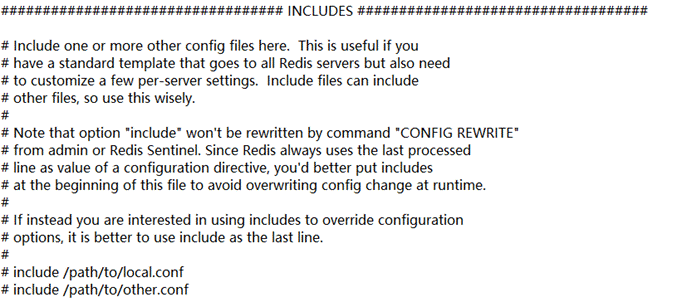 ################################## INCLUDES ###################################

# Include one or more other config files here.  This is useful if you
# have a standard template that goes to all Redis servers but also need
# to customize a few per-server settings.  Include files can include
# other files, so use this wisely.
#
# Note that option "include" won't be rewritten by command "CONFIG REWRITE"
# from admin or Redis Sentinel. Since Redis always uses the last processed
# line as value of a configuration directive, you'd better put includes
# at the beginning of this file to avoid overwriting config change at runtime.
#
# If instead you are interested in using includes to override configuration
# options, it is better to use include as the last line.
#
# include /path/to/local.conf
# include /path/to/other.conf